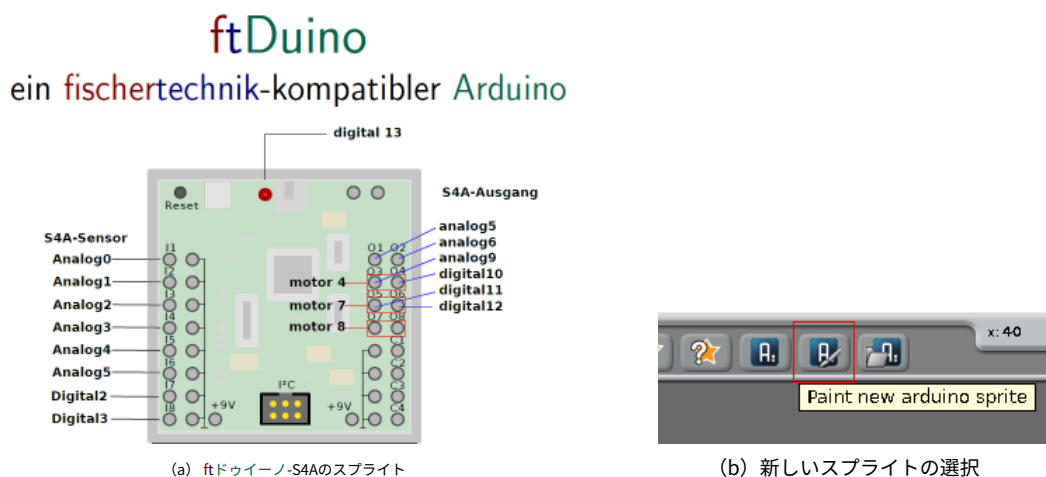 ftDuino
ein fischertechnik-kompatibler Arduino
digital 13
Reset
S4A-Ausgang
S4A-Sensor
analog5
analog6
analog9
digital10
digital11
digital12
Analog0
Analog1
Analog2
Analog3
Analog4
Analog5
Digital2
Digital3
I1
I2
I3
I4
I5
I6
I7
I8
+9V
I²C
+9V
motor 4
motor 7
motor 8
O1 O2
O3 O4
O5 O6
O7 O8
C1
C2
C3
C4
(a) ftドゥイーノ-S4Aのスプライト
x: 40
?
A:
A
A:
Paint new arduino sprite
(b) 新しいスプライトの選択